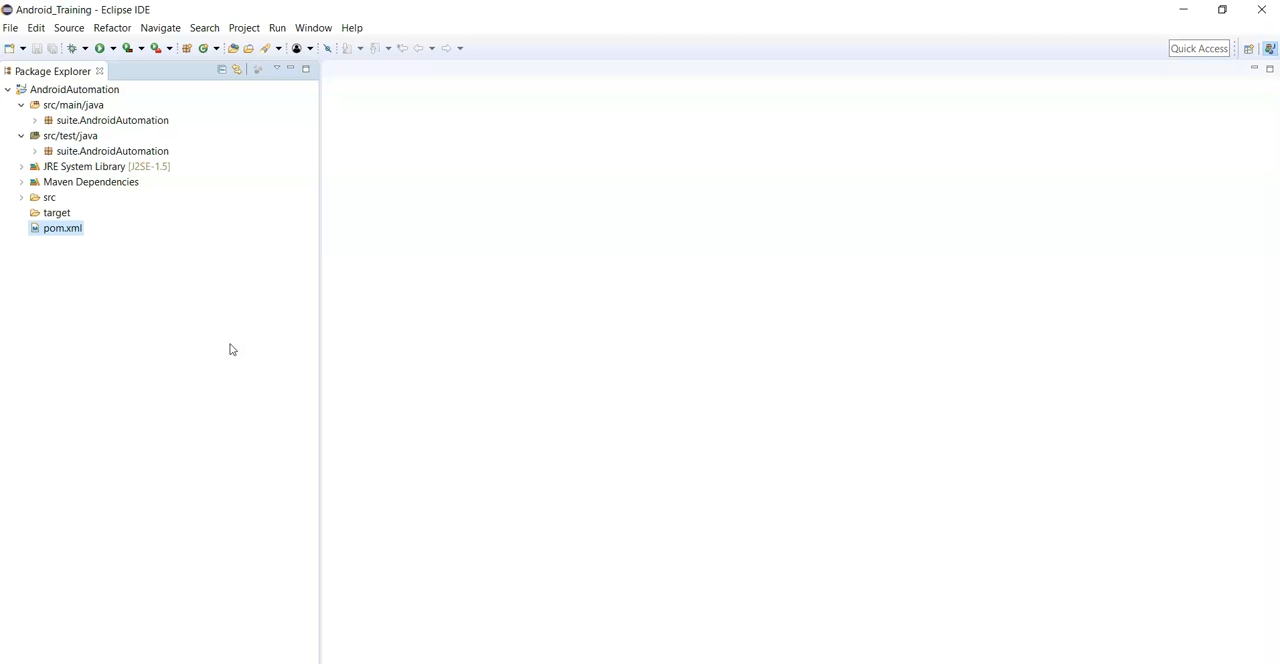 Android_Training - Eclipse IDE
File Edit Source Refactor Navigate Search Project Run Window Help
Quick Access
Package Explorer
AndroidAutomation
src/main/java
suite.AndroidAutomation
src/test/java
suite.AndroidAutomation
JRE System Library [J2SE-1.5]
Maven Dependencies
src
target
pom.xml